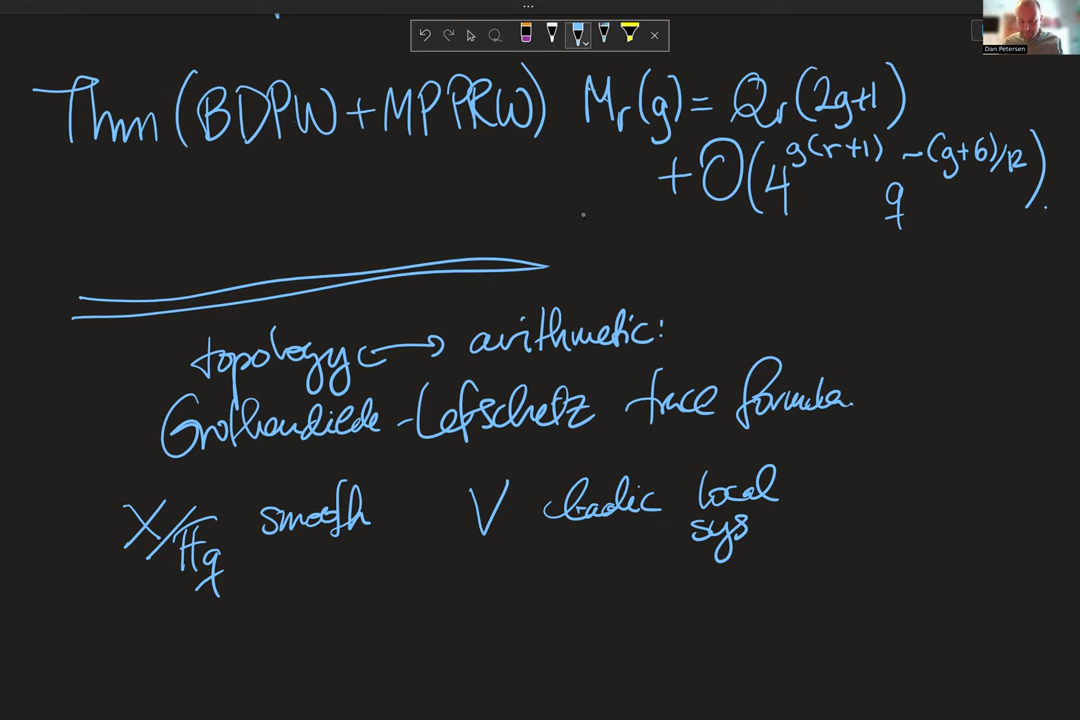 Thm (BDPW + MPPRW) M_r(g) = Q_r(2g+1)
+ O(4^{g(r+1)} q^{-(g+6)/12}).
topology ⟷ arithmetic:
Grothendieck-Lefschetz trace formula.
X/F_q smooth V l-adic local
sys
Dan Petersen